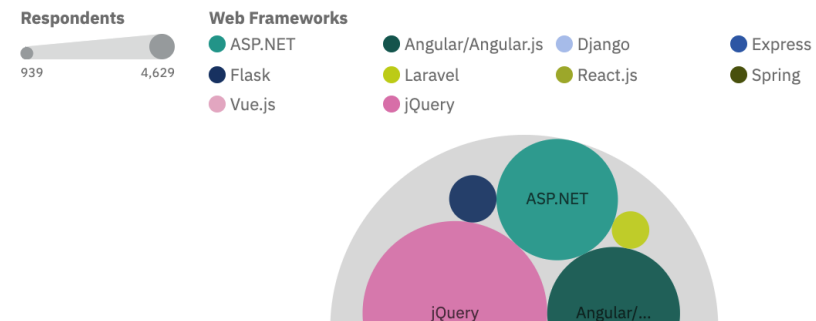 Respondents
939 4,629
Web Frameworks
ASP.NET Angular/Angular.js Django Express
Flask Laravel React.js Spring
Vue.js jQuery
ASP.NET
jQuery Angular/...